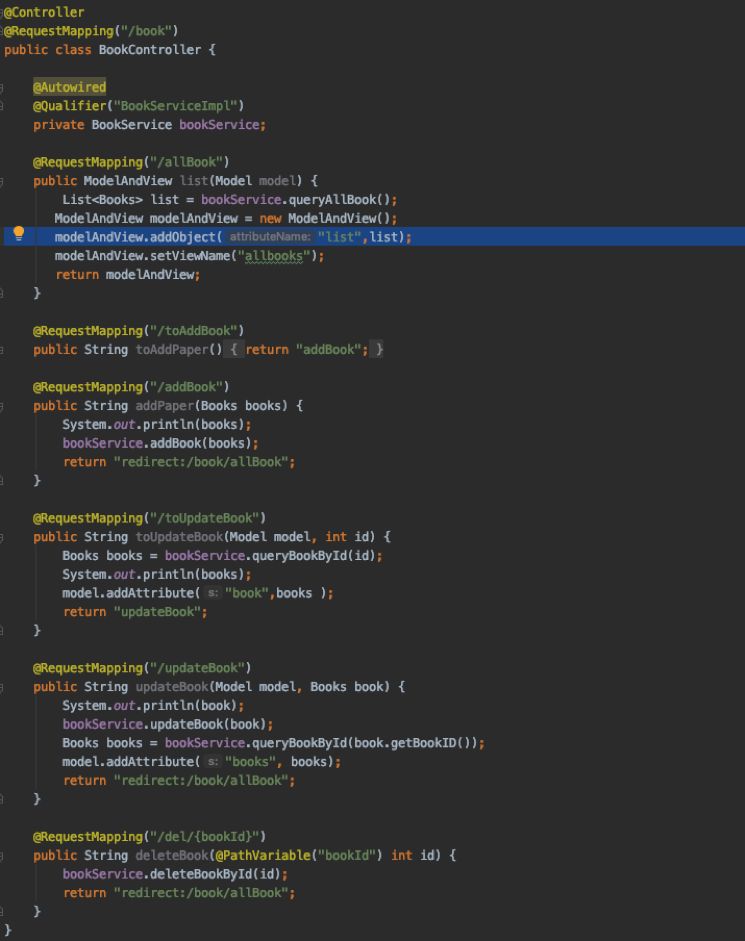 @Controller
@RequestMapping("/book")
public class BookController {
@Autowired
@Qualifier("BookServiceImpl")
private BookService bookService;
@RequestMapping("/allBook")
public ModelAndView list(Model model) {
List<Books> list = bookService.queryAllBook();
ModelAndView modelAndView = new ModelAndView();
modelAndView.addObject( attributeName: "list",list);
modelAndView.setViewName("allbooks");
return modelAndView;
}
@RequestMapping("/toAddBook")
public String toAddPaper() { return "addBook"; }
@RequestMapping("/addBook")
public String addPaper(Books books) {
System.out.println(books);
bookService.addBook(books);
return "redirect:/book/allBook";
}
@RequestMapping("/toUpdateBook")
public String toUpdateBook(Model model, int id) {
Books books = bookService.queryBookById(id);
System.out.println(books);
model.addAttribute( s: "book",books );
return "updateBook";
}
@RequestMapping("/updateBook")
public String updateBook(Model model, Books book) {
System.out.println(book);
bookService.updateBook(book);
Books books = bookService.queryBookById(book.getBookID());
model.addAttribute( s: "books", books);
return "redirect:/book/allBook";
}
@RequestMapping("/del/{bookId}")
public String deleteBook(@PathVariable("bookId") int id) {
bookService.deleteBookById(id);
return "redirect:/book/allBook";
}
}